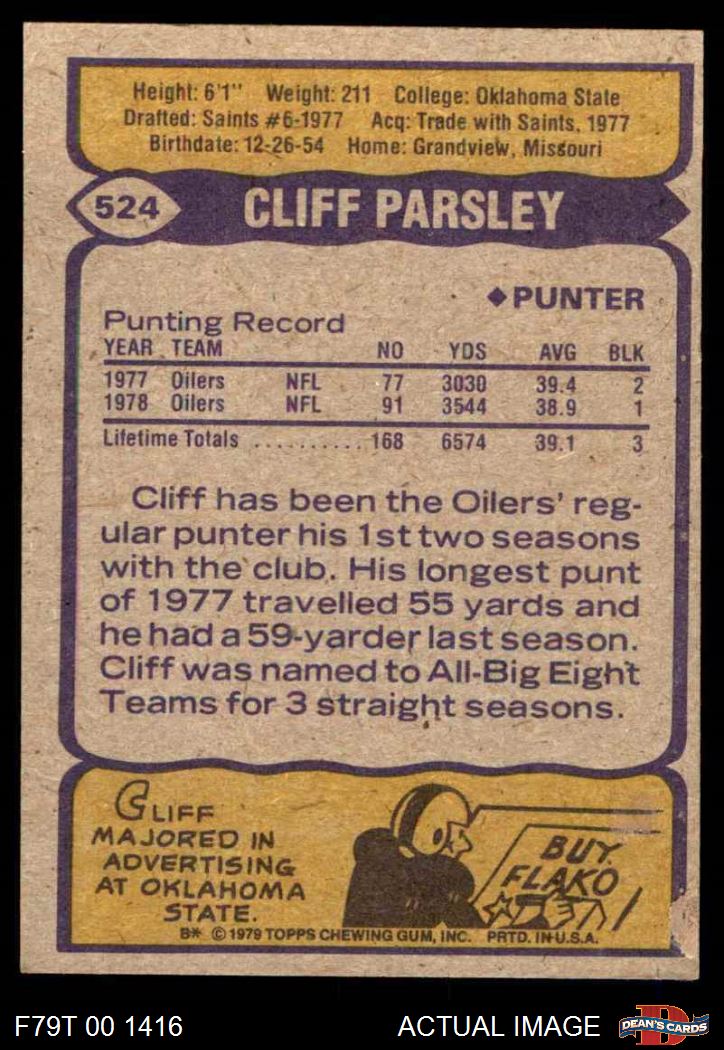 Height: 6'1" Weight: 211 College: Oklahoma State
Drafted: Saints #6-1977 Acq: Trade with Saints, 1977
Birthdate: 12-26-54 Home: Grandview, Missouri
524 CLIFF PARSLEY
◆PUNTER
Punting Record
YEAR TEAM NO YDS AVG BLK
1977 Oilers NFL 77 3030 39.4 2
1978 Oilers NFL 91 3544 38.9 1
Lifetime Totals .......... 168 6574 39.1 3
Cliff has been the Oilers' reg-
ular punter his 1st two seasons
with the club. His longest punt
of 1977 travelled 55 yards and
he had a 59-yarder last season.
Cliff was named to All-Big Eight
Teams for 3 straight seasons.
CLIFF
MAJORED IN
ADVERTISING
AT OKLAHOMA
STATE.
BUY
FLAKO
B* © 1979 TOPPS CHEWING GUM, INC. PRTD. IN U.S.A.
F79T 00 1416 ACTUAL IMAGE
DEAN'S CARDS